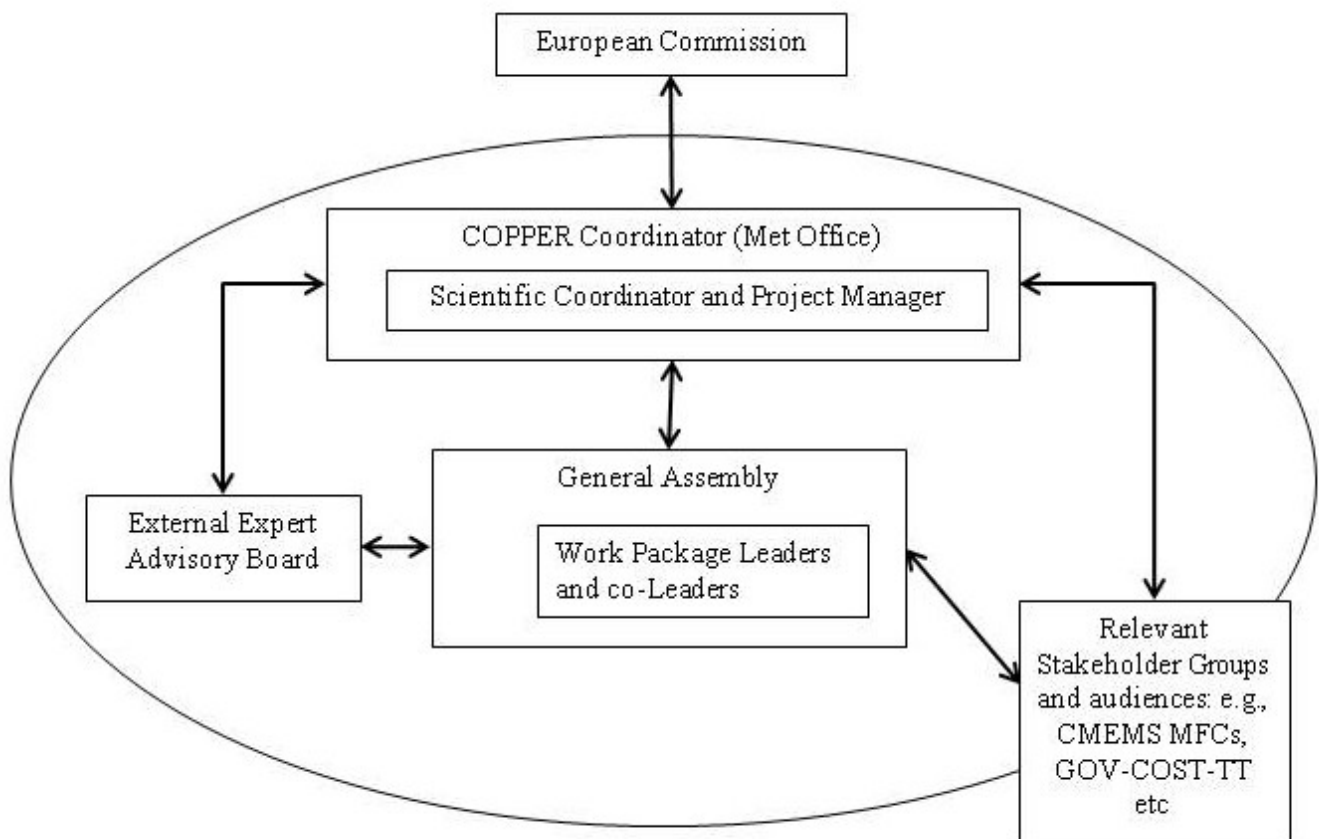 European Commission
COPPER Coordinator (Met Office)
Scientific Coordinator and Project Manager
General Assembly
External Expert
Advisory Board
Work Package Leaders
and co-Leaders
Relevant
Stakeholder Groups
and audiences: e.g.,
CMEMS MFCs,
GOV-COST-TT
etc